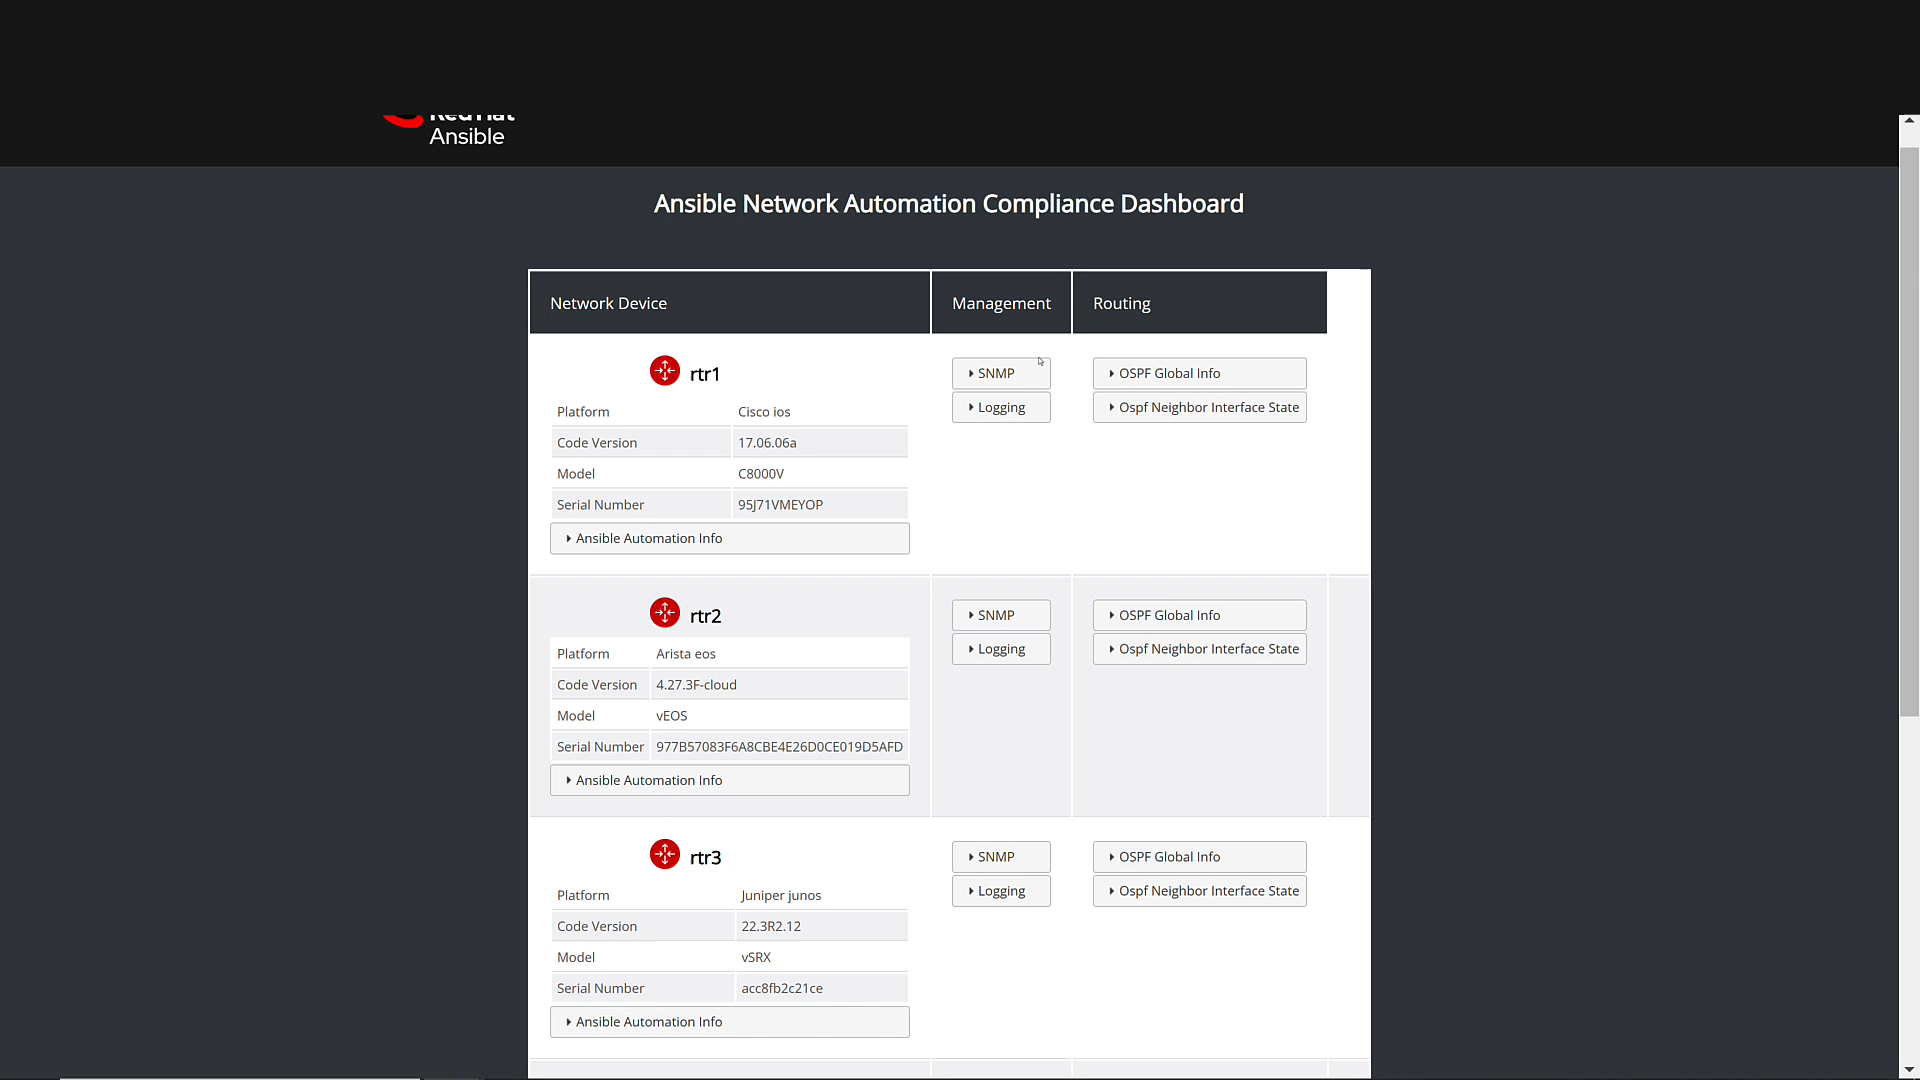 Red Hat
Ansible
Ansible Network Automation Compliance Dashboard
Network Device Management Routing
rtr1
Platform Cisco ios
Code Version 17.06.06a
Model C8000V
Serial Number 95J71VMEYOP
Ansible Automation Info
SNMP
Logging
OSPF Global Info
Ospf Neighbor Interface State
rtr2
Platform Arista eos
Code Version 4.27.3F-cloud
Model vEOS
Serial Number 977B57083F6A8CBE4E26D0CE019D5AFD
Ansible Automation Info
SNMP
Logging
OSPF Global Info
Ospf Neighbor Interface State
rtr3
Platform Juniper junos
Code Version 22.3R2.12
Model vSRX
Serial Number acc8fb2c21ce
Ansible Automation Info
SNMP
Logging
OSPF Global Info
Ospf Neighbor Interface State